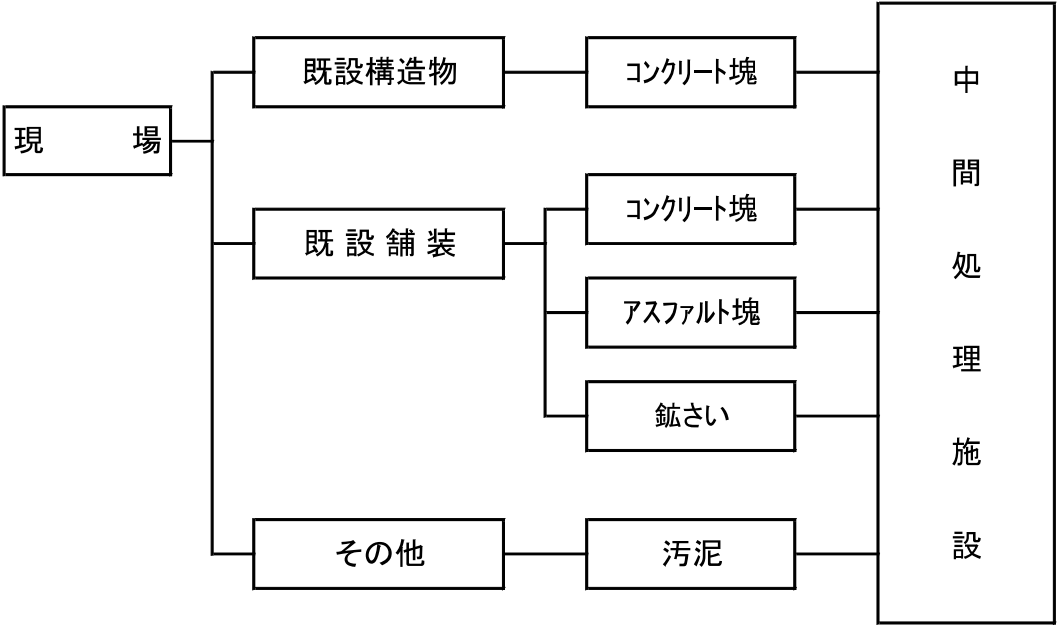 現場
既設構造物
コンクリート塊
既設舗装
コンクリート塊
アスファルト塊
鉱さい
その他
汚泥
中間処理施設